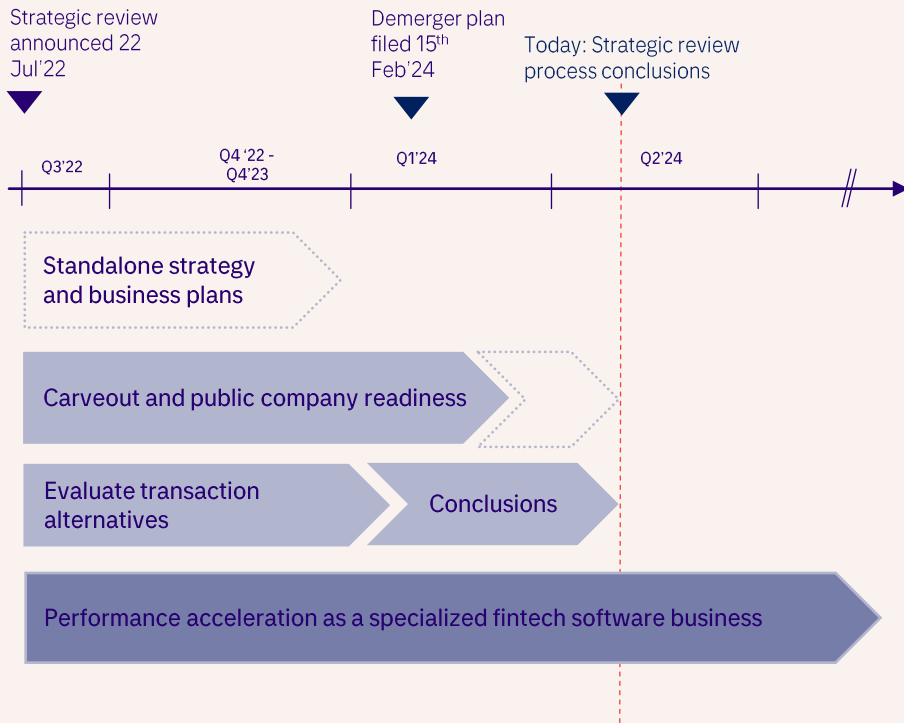 Strategic review
announced 22
Jul’22
Demerger plan
filed 15th
Feb’24
Today: Strategic review
process conclusions
Q3’22
Q4 ‘22 -
Q4’23
Q1’24
Q2’24
Standalone strategy
and business plans
Carveout and public company readiness
Evaluate transaction
alternatives
Conclusions
Performance acceleration as a specialized fintech software business